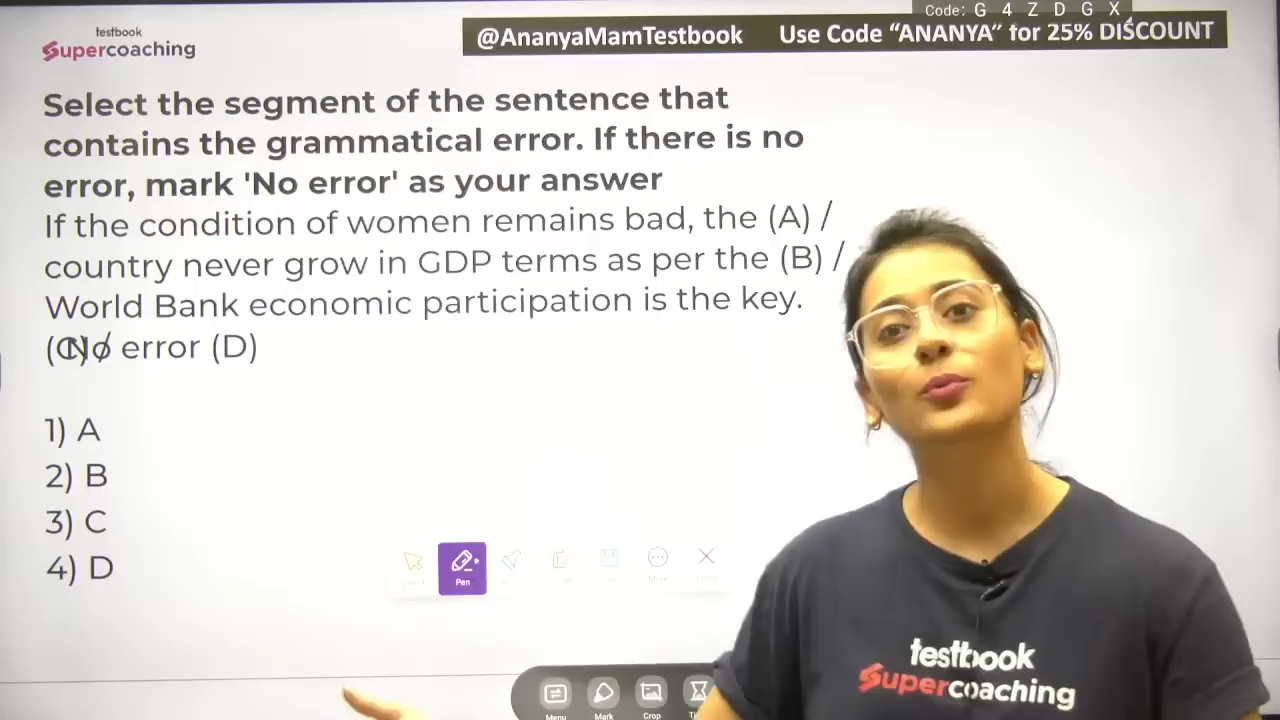 Code: G 4 Z D G X
testbook
Supercoaching
@AnanyaMamTestbook Use Code “ANANYA” for 25% DISCOUNT
Select the segment of the sentence that
contains the grammatical error. If there is no
error, mark 'No error' as your answer
If the condition of women remains bad, the (A) /
country never grow in GDP terms as per the (B) /
World Bank economic participation is the key.
(C) / No error (D)
1) A
2) B
3) C
4) D
Pen
Menu
Mark
Crop
testbook
Supercoaching